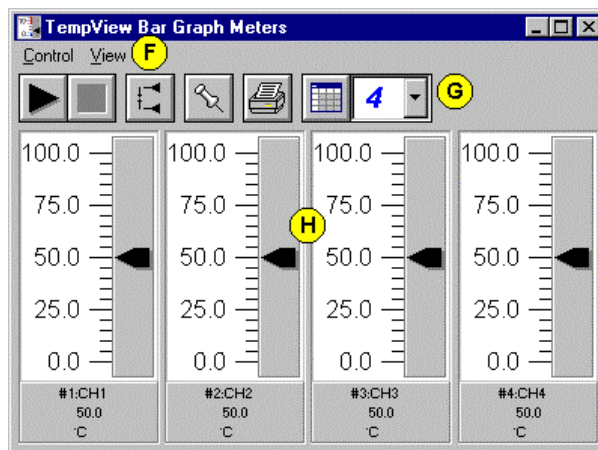 TempView Bar Graph Meters
Control View F
4 G
100.0 100.0 100.0 100.0
75.0 75.0 75.0 75.0
H
50.0 50.0 50.0 50.0
25.0 25.0 25.0 25.0
0.0 0.0 0.0 0.0
#1:CH1 #2:CH2 #3:CH3 #4:CH4
50.0 50.0 50.0 50.0
°C °C °C °C